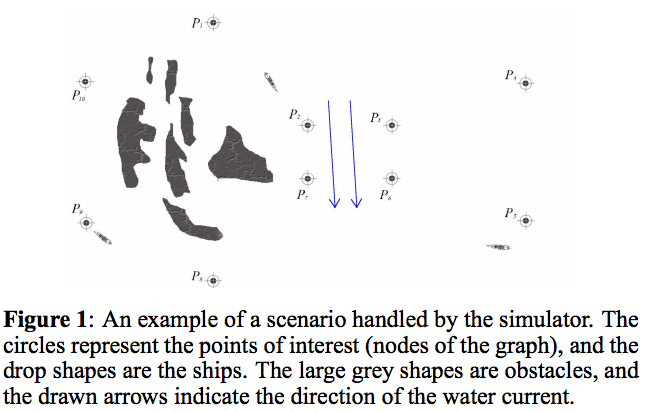 P1
P4
P10
P2
P3
P7
P6
P9
P5
P8
Figure 1: An example of a scenario handled by the simulator. The
circles represent the points of interest (nodes of the graph), and the
drop shapes are the ships. The large grey shapes are obstacles, and
the drawn arrows indicate the direction of the water current.